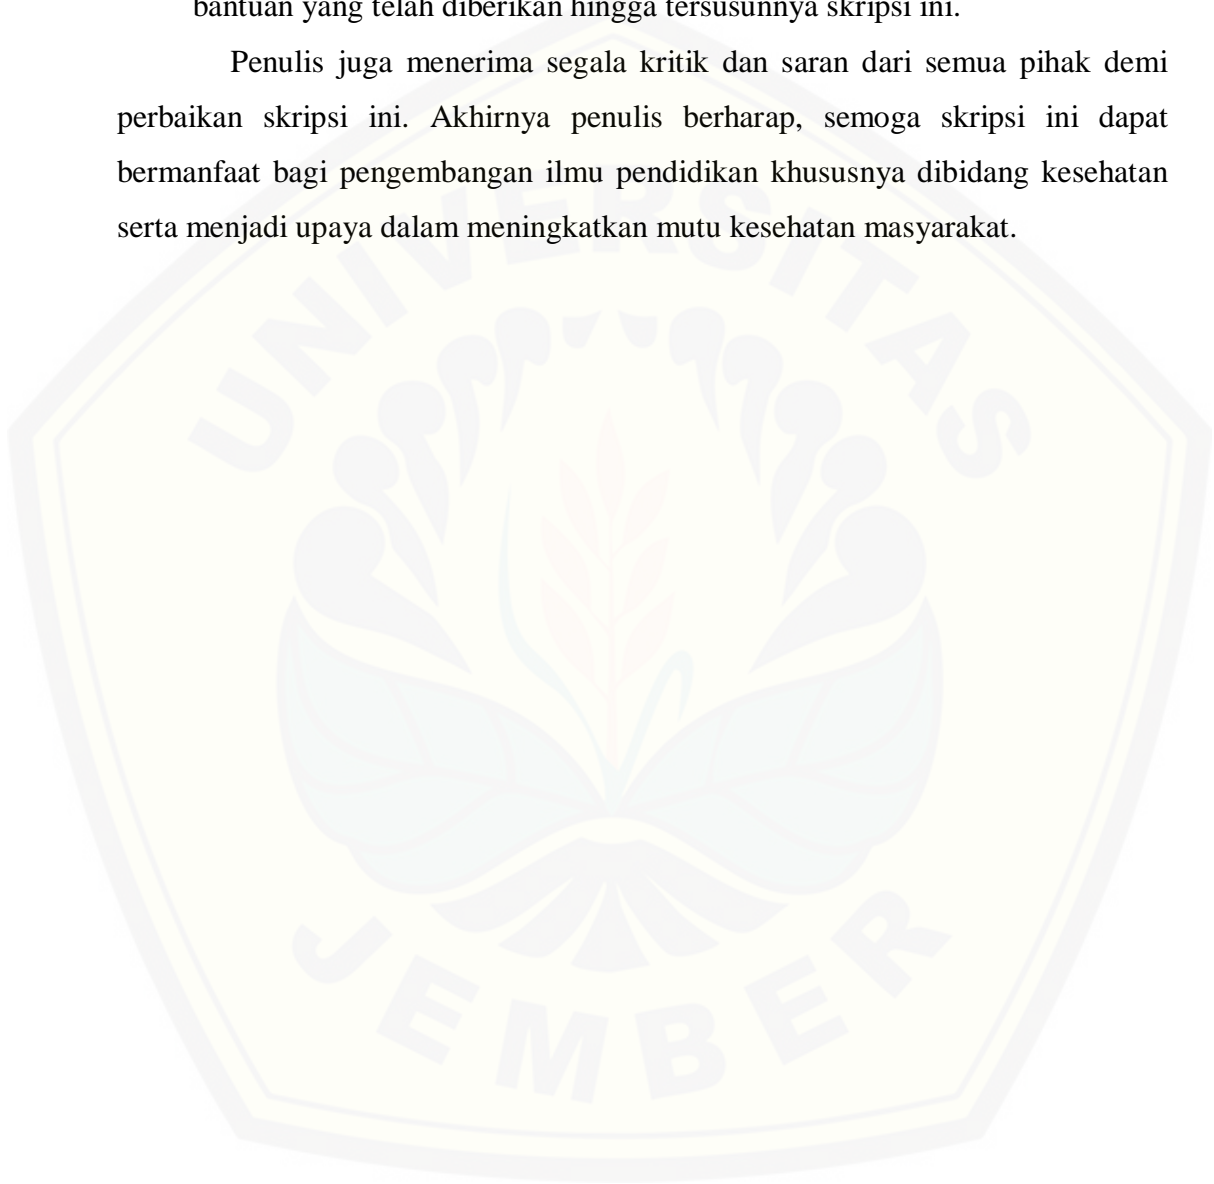 bantuan yang telah diberikan hingga tersusunnya skripsi ini.
Penulis juga menerima segala kritik dan saran dari semua pihak demi
perbaikan skripsi ini. Akhirnya penulis berharap, semoga skripsi ini dapat
bermanfaat bagi pengembangan ilmu pendidikan khususnya dibidang kesehatan
serta menjadi upaya dalam meningkatkan mutu kesehatan masyarakat.
UNIVERSITAS
JEMBER